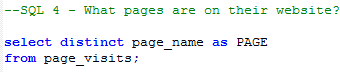 --SQL 4 - What pages are on their website?
select distinct page_name as PAGE
from page_visits;